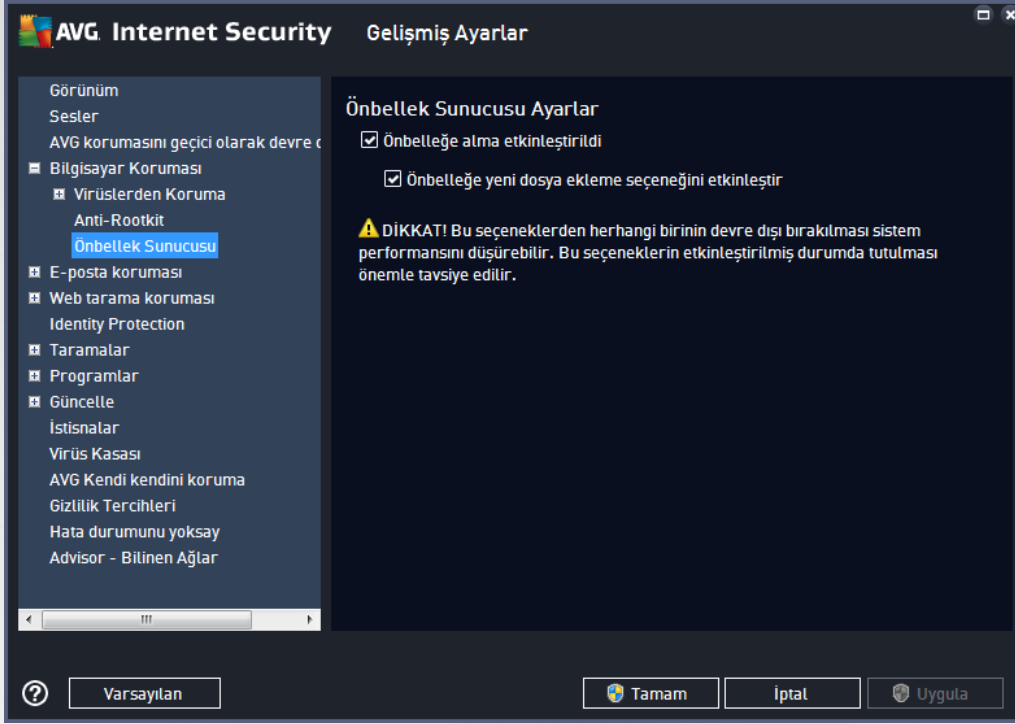 AVG. Internet Security Gelişmiş Ayarlar
Görünüm
Sesler
AVG korumasını geçici olarak devre
Bilgisayar Koruması
Virüslerden Koruma
Anti-Rootkit
Önbellek Sunucusu
E-posta koruması
Web tarama koruması
Identity Protection
Taramalar
Programlar
Güncelle
İstisnalar
Virüs Kasası
AVG Kendi kendini koruma
Gizlilik Tercihleri
Hata durumunu yoksay
Advisor - Bilinen Ağlar
Önbellek Sunucusu Ayarlar
Önbelleğe alma etkinleştirildi
Önbelleğe yeni dosya ekleme seçeneğini etkinleştir
DİKKAT! Bu seçeneklerden herhangi birinin devre dışı bırakılması sistem
performansını düşürebilir. Bu seçeneklerin etkinleştirilmiş durumda tutulması
önemle tavsiye edilir.
Varsayılan
Tamam
İptal
Uygula